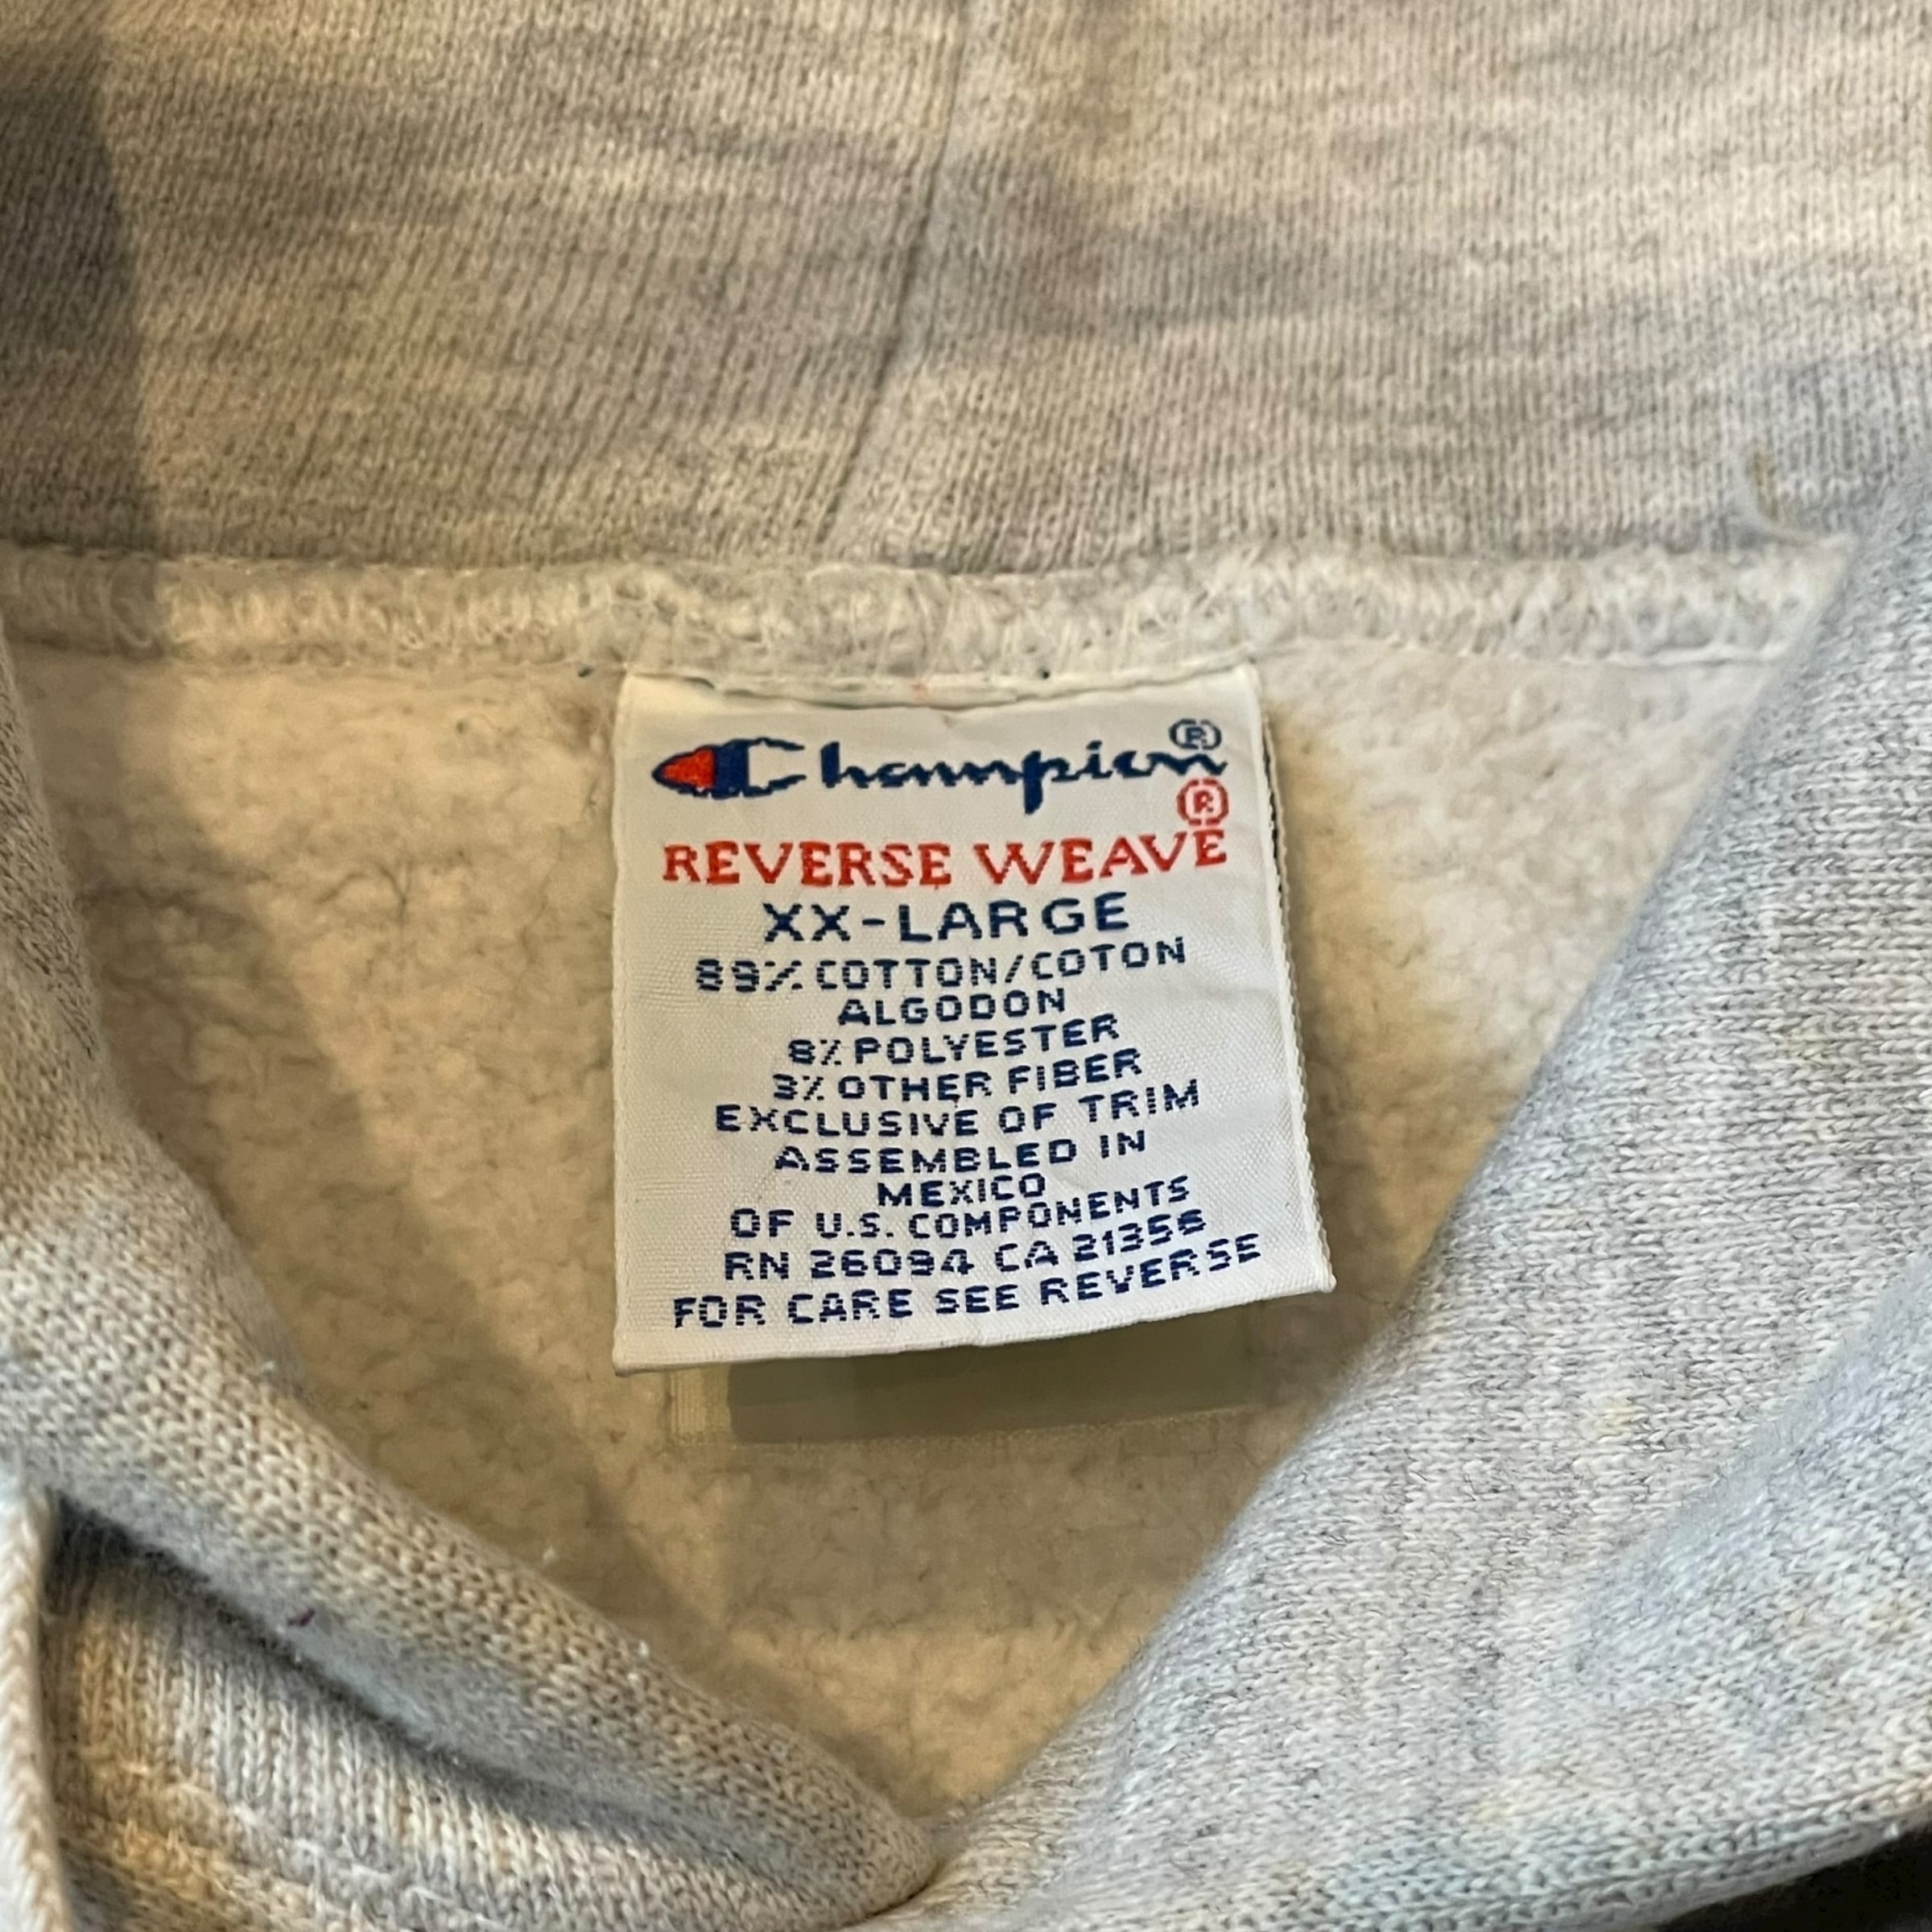 Champion®
REVERSE WEAVE®
XX-LARGE
89% COTTON/COTON
ALGODON
8% POLYESTER
3% OTHER FIBER
EXCLUSIVE OF TRIM
ASSEMBLED IN
MEXICO
OF U.S. COMPONENTS
RN 26094 CA 21356
FOR CARE SEE REVERSE